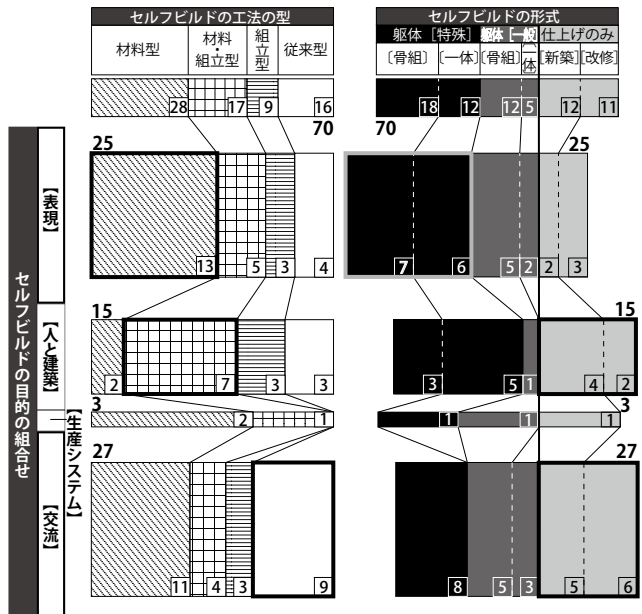 セルフビルドの工法の型
材料型
材料・組立型
組立型
従来型
28 17 9 16
70
セルフビルドの形式
躯体［特殊］ 躯体［一般］ 仕上げのみ
〔骨組〕 〔一体〕 〔骨組〕 〔一体〕 [新築] [改修]
18 12 12 5 12 11
70
セルフビルドの目的の組合せ
【表現】
25
13 5 3 4
25
7 6 5 2 2 3
【人と建築】
15
2 7 3 3
15
3 5 1 4 2
【生産システム】
3
2 1
3
1 1 1
【交流】
27
11 4 3 9
27
8 5 3 5 6